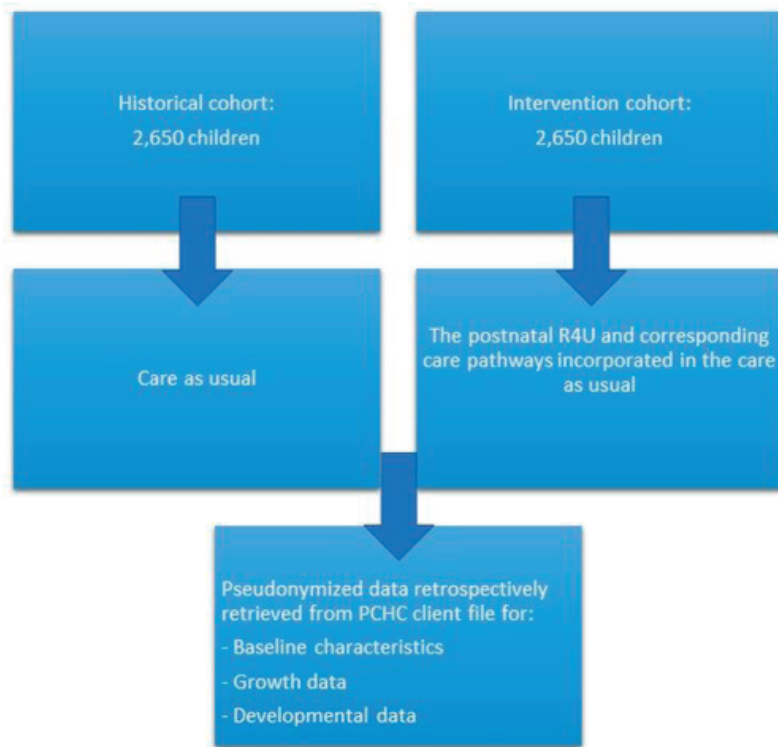 Historical cohort:
2,650 children
Intervention cohort:
2,650 children
Care as usual
The postnatal R4U and corresponding
care pathways incorporated in the care
as usual
Pseudonymized data retrospectively
retrieved from PCHC client file for:
- Baseline characteristics
- Growth data
- Developmental data